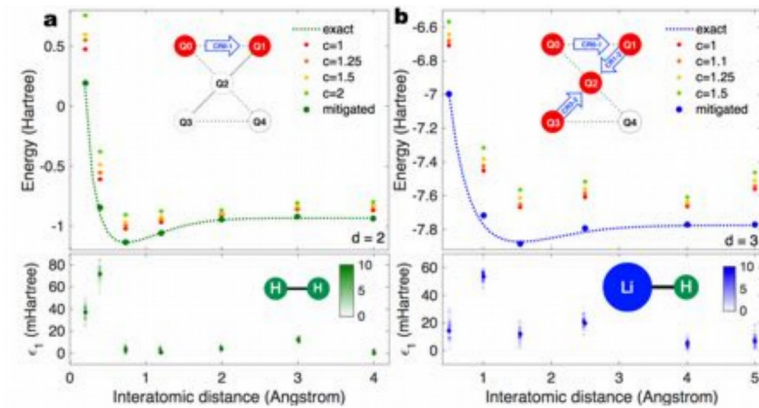 a
Energy (Hartree)
0.5
0
-0.5
-1
Q0
CR0-1
Q1
Q2
Q3
Q4
exact
c=1
c=1.25
c=1.5
c=2
mitigated
d = 2
ϵ1 (mHartree)
80
60
40
20
0
H
H
10
5
0
0
1
2
3
4
Interatomic distance (Angstrom)
b
Energy (Hartree)
-6.6
-6.8
-7
-7.2
-7.4
-7.6
-7.8
Q0
CR0-1
Q1
Q2
Q3
Q4
exact
c=1
c=1.1
c=1.25
c=1.5
mitigated
d = 3
ϵ1 (mHartree)
60
40
20
0
Li
H
10
5
0
1
2
3
4
5
Interatomic distance (Angstrom)